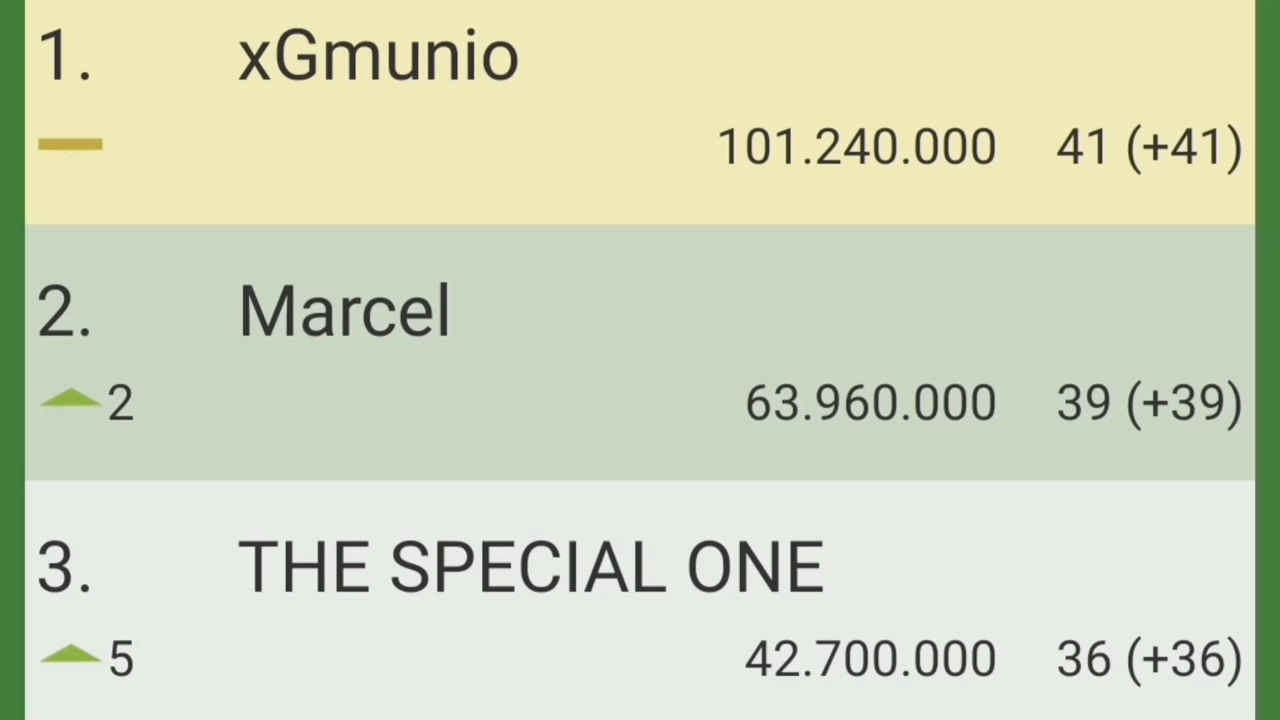 1. xGmunio
101.240.000 41 (+41)
2. Marcel
2 63.960.000 39 (+39)
3. THE SPECIAL ONE
5 42.700.000 36 (+36)